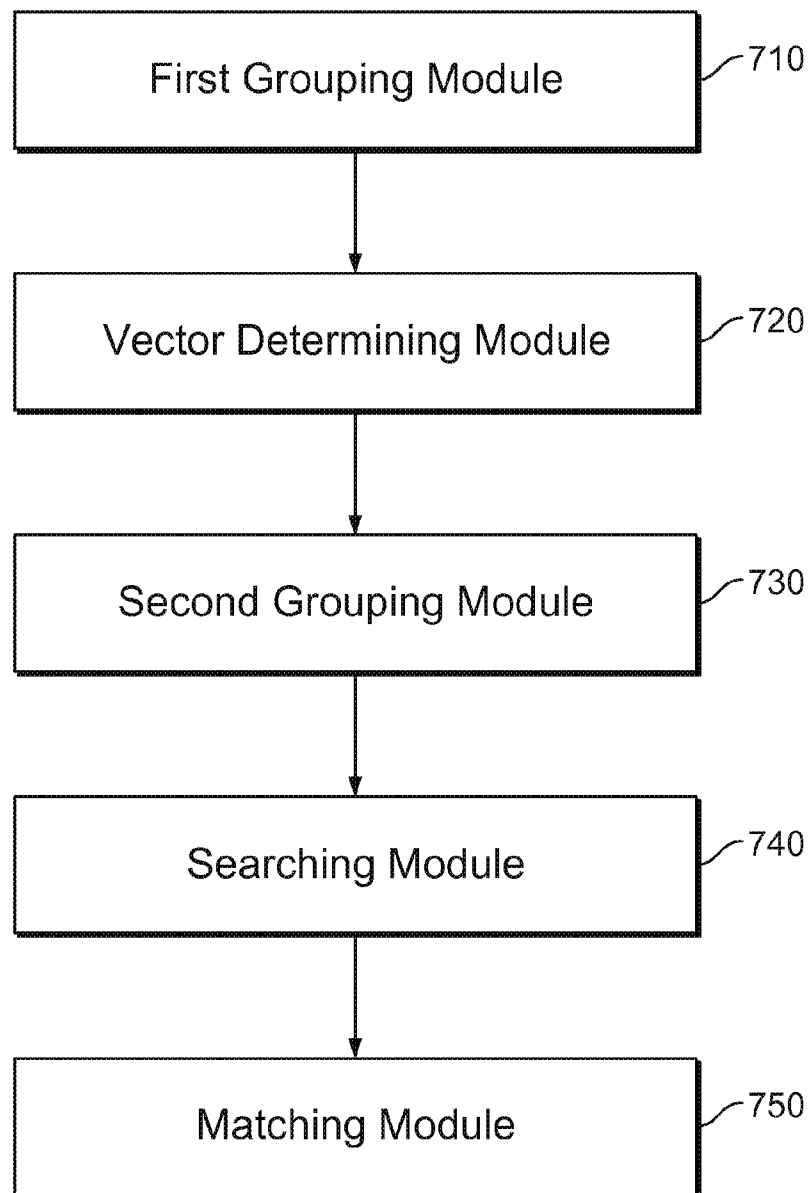 First Grouping Module
710
Vector Determining Module
720
Second Grouping Module
730
Searching Module
740
Matching Module
750